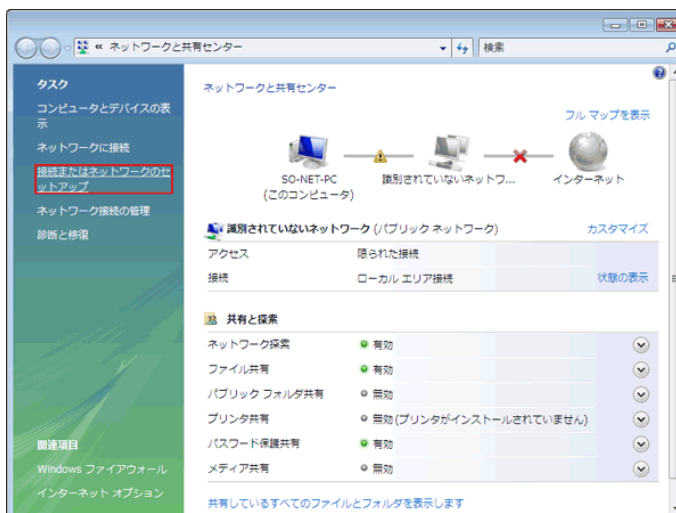 « ネットワークと共有センター
検索
タスク
コンピュータとデバイスの表
示
ネットワークに接続
接続またはネットワークのセ
ットアップ
ネットワーク接続の管理
診断と修復
関連項目
Windows ファイアウォール
インターネット オプション
ネットワークと共有センター
フル マップを表示
SO-NET-PC
(このコンピュータ)
識別されていないネットワ...
インターネット
識別されていないネットワーク (パブリック ネットワーク)
カスタマイズ
アクセス 限られた接続
接続 ローカル エリア接続 状態の表示
共有と探索
ネットワーク探索 有効
ファイル共有 有効
パブリック フォルダ共有 無効
プリンタ共有 無効 (プリンタがインストールされていません)
パスワード保護共有 有効
メディア共有 無効
共有しているすべてのファイルとフォルダを表示します